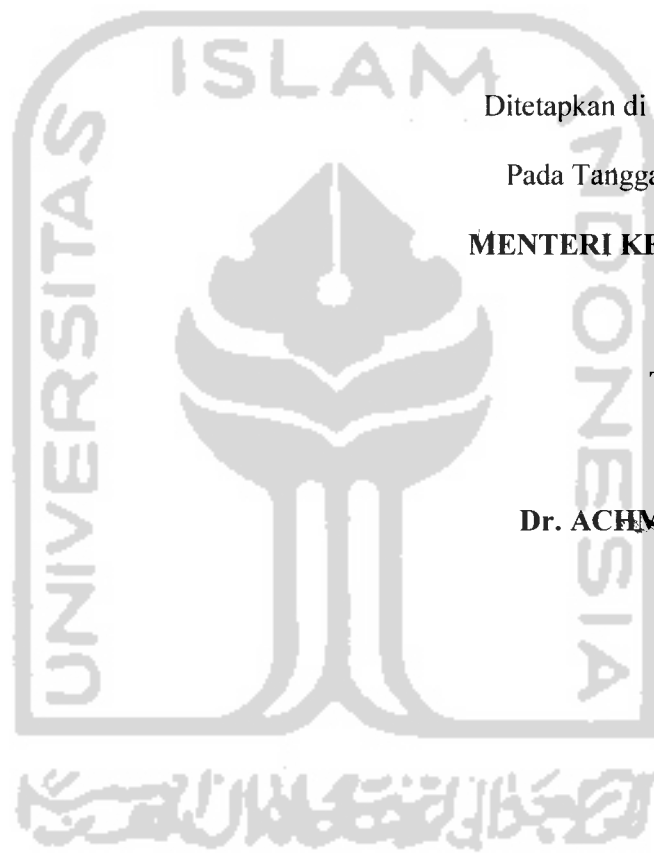 ISLAM
UNIVERSITAS
INDONESIA
Ditetapkan di
Pada Tangga
MENTERI KE
Dr. ACHM